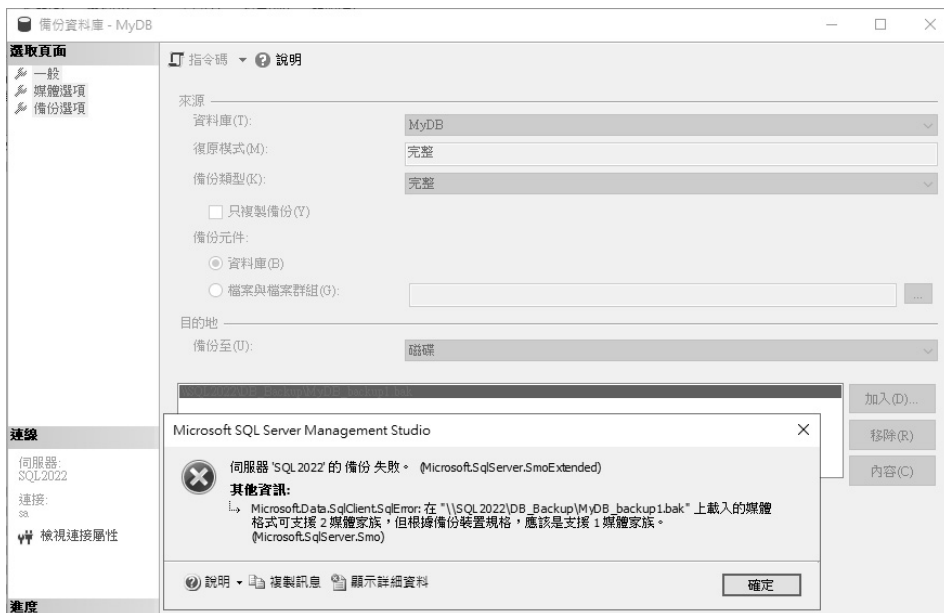 備份資料庫 - MyDB
選取頁面
一般
媒體選項
備份選項
指令碼
說明
來源
資料庫(T):
MyDB
復原模式(M):
完整
備份類型(K):
完整
只複製備份(Y)
備份元件:
資料庫(B)
檔案與檔案群組(G):
...
目的地
備份至(U):
磁碟
\\SQL2022\DB_Backup\MyDB_backup1.bak
加入(D)...
移除(R)
內容(C)
連線
伺服器:
SQL2022
連接:
sa
檢視連接屬性
進度
Microsoft SQL Server Management Studio
伺服器 'SQL2022' 的 備份 失敗。 (Microsoft.SqlServer.SmoExtended)
其他資訊:
Microsoft.Data.SqlClient.SqlError: 在 "\\SQL2022\DB_Backup\MyDB_backup1.bak" 上載入的媒體
格式可支援 2 媒體家族，但根據備份裝置規格，應該是支援 1 媒體家族。
(Microsoft.SqlServer.Smo)
說明
複製訊息
顯示詳細資料
確定